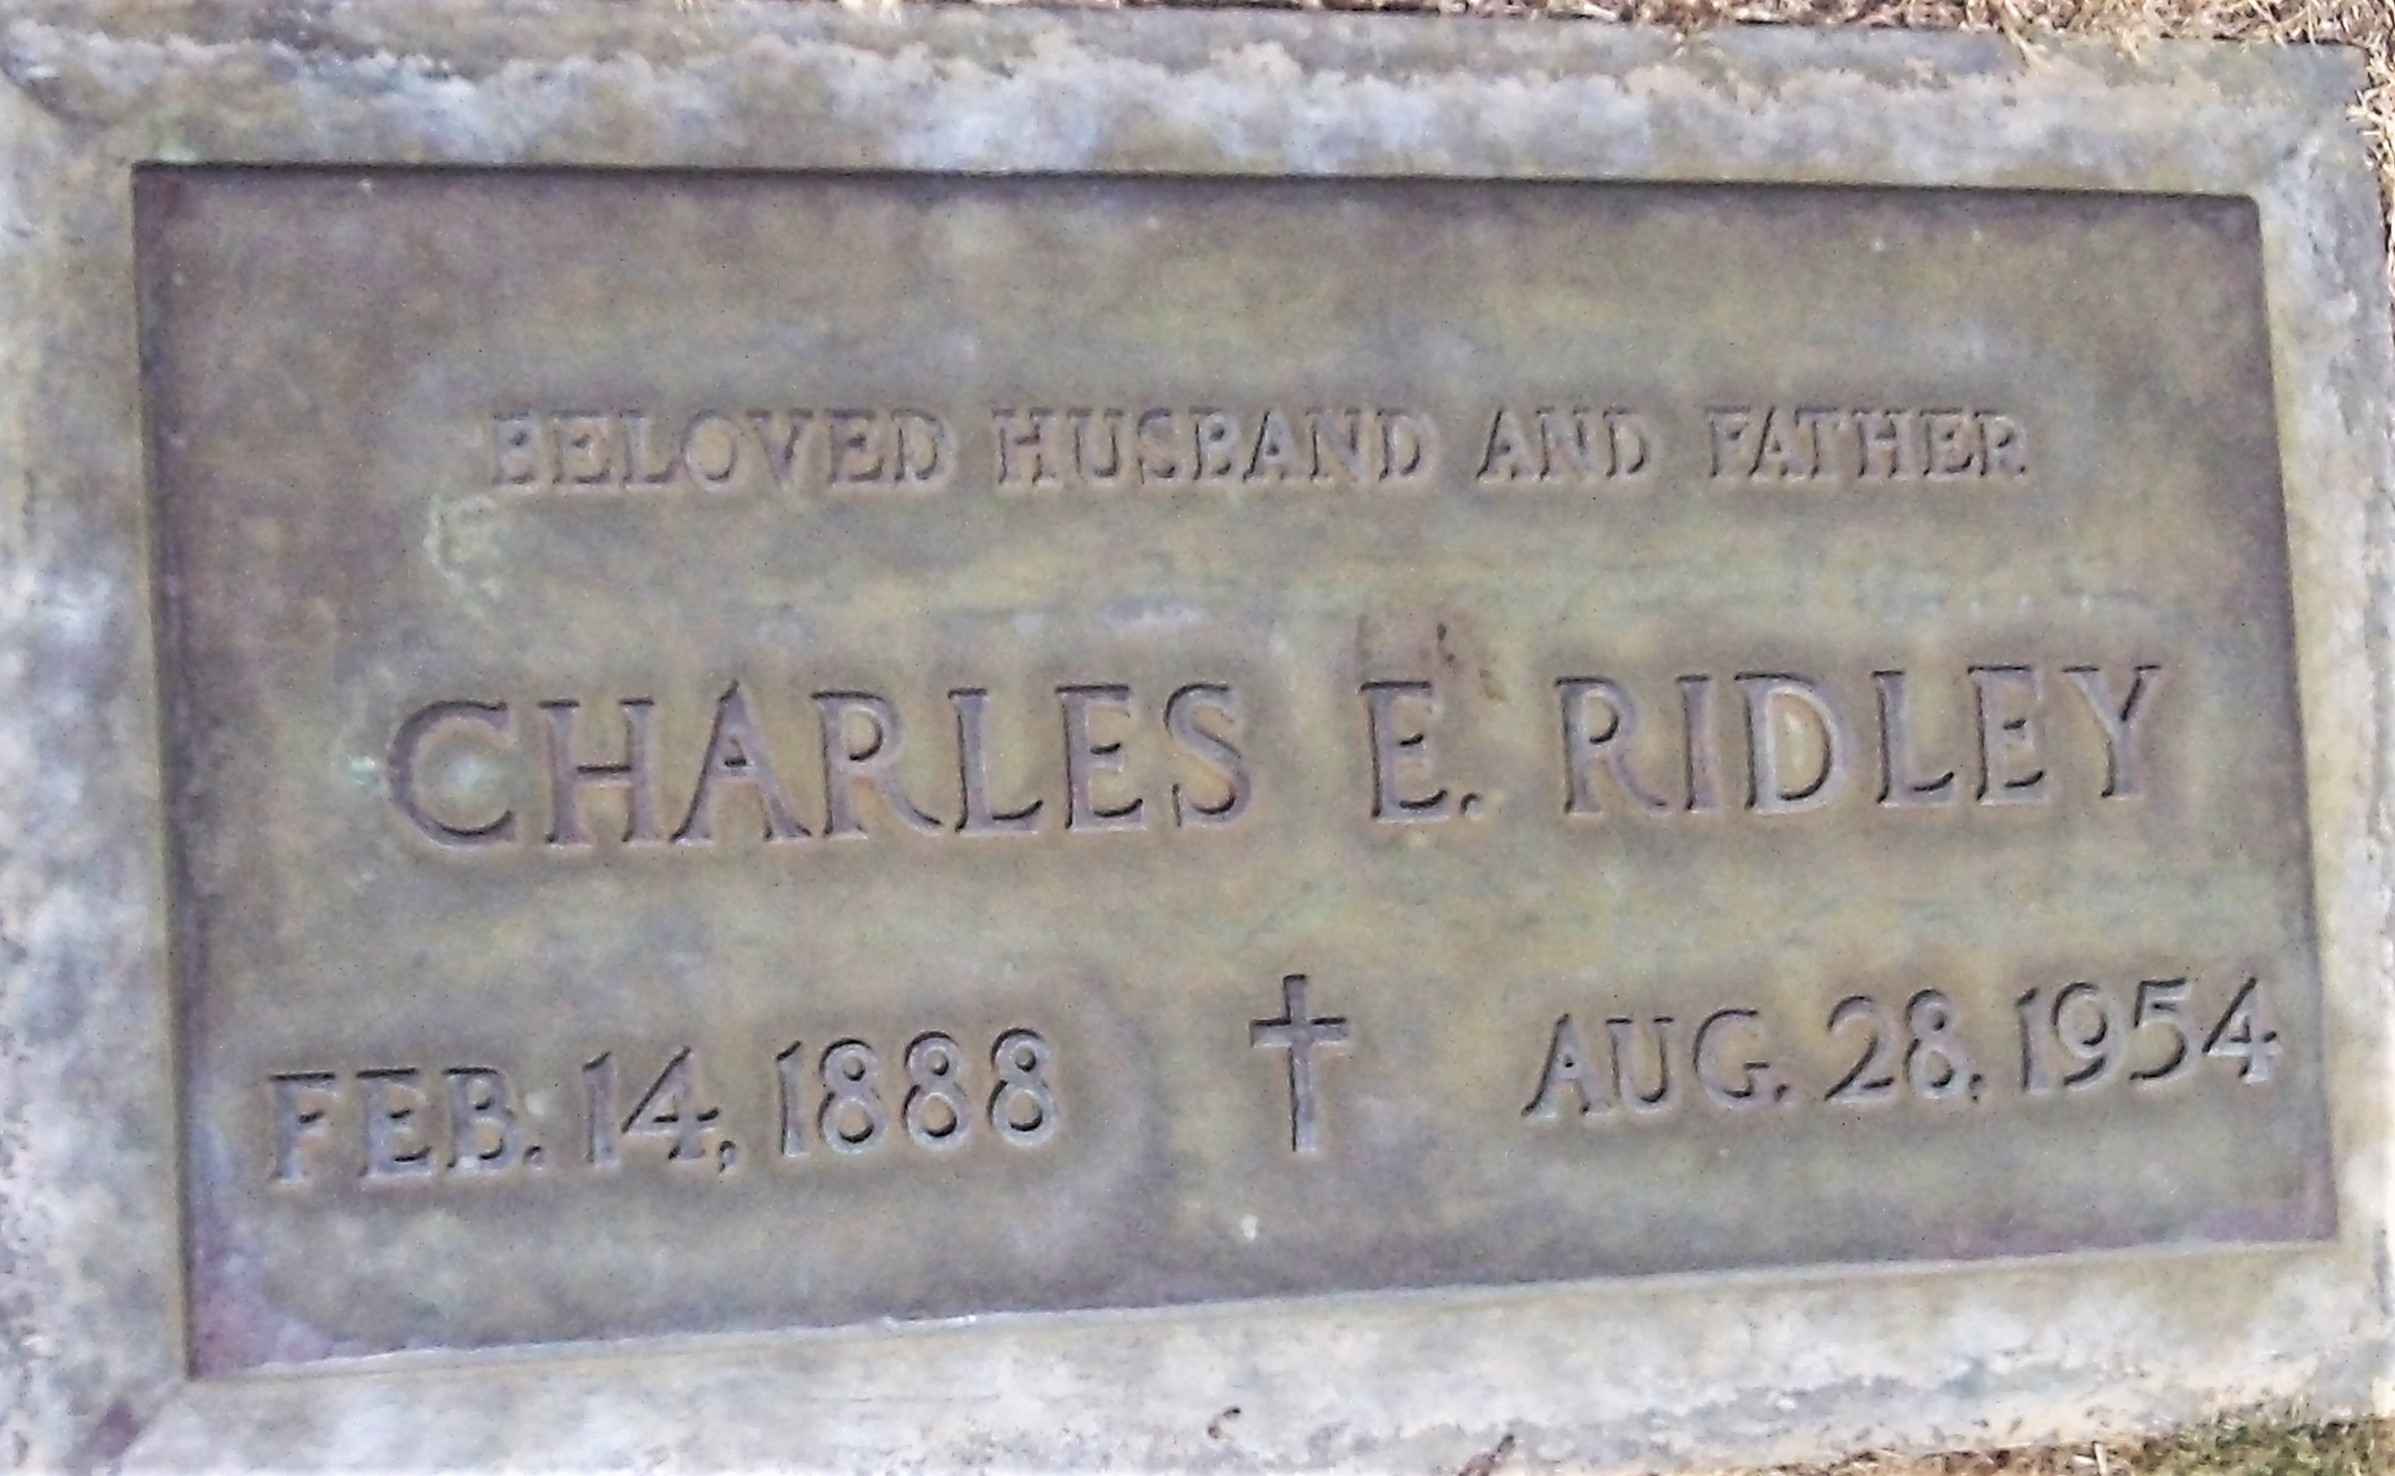 BELOVED HUSBAND AND FATHER
CHARLES E. RIDLEY
FEB. 14, 1888 AUG. 28. 1954